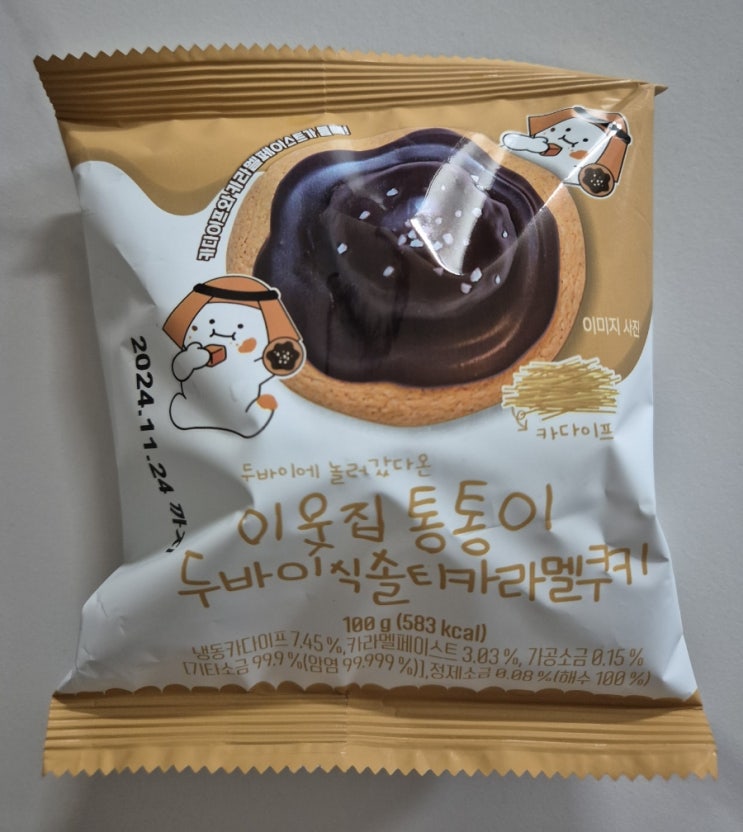 카다이프와 카라멜페이스트가 톡톡!
이미지 사진
카다이프
2024.11.24 까지
두바이에 놀러갔다온
이웃집 통통이
두바이식솔티카라멜쿠키
100 g (583 kcal)
냉동카다이프 7.45 %, 카라멜페이스트 3.03 %, 가공소금 0.15 %
[기타소금 99.9 %(암염 99.999 %)], 정제소금 0.08 %(해수 100 %)